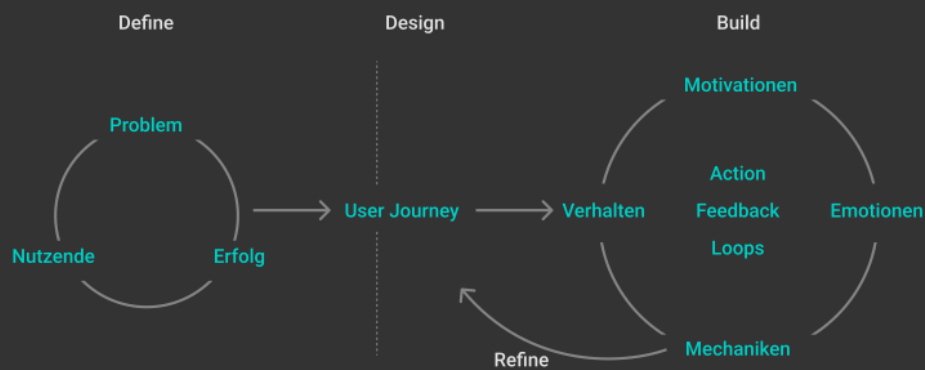 Define
Design
Build
Problem
Nutzende
Erfolg
User Journey
Motivationen
Verhalten
Action
Feedback
Loops
Emotionen
Mechaniken
Refine